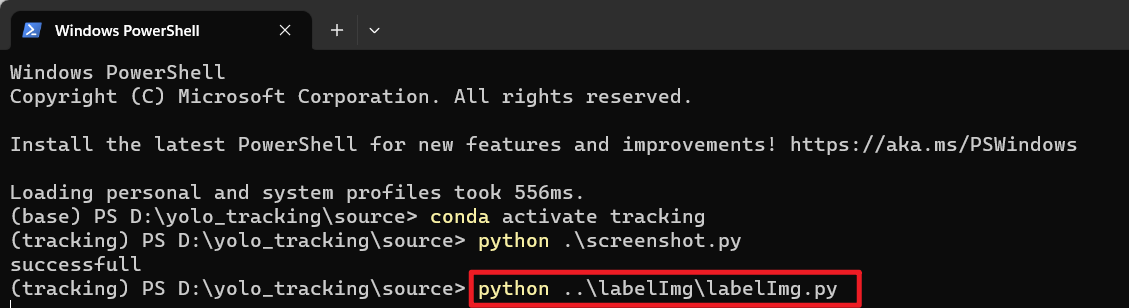 Windows PowerShell
Windows PowerShell
Copyright (C) Microsoft Corporation. All rights reserved.
Install the latest PowerShell for new features and improvements! https://aka.ms/PSWindows
Loading personal and system profiles took 556ms.
(base) PS D:\yolo_tracking\source> conda activate tracking
(tracking) PS D:\yolo_tracking\source> python .\screenshot.py
successfull
(tracking) PS D:\yolo_tracking\source> python ..\labelImg\labelImg.py